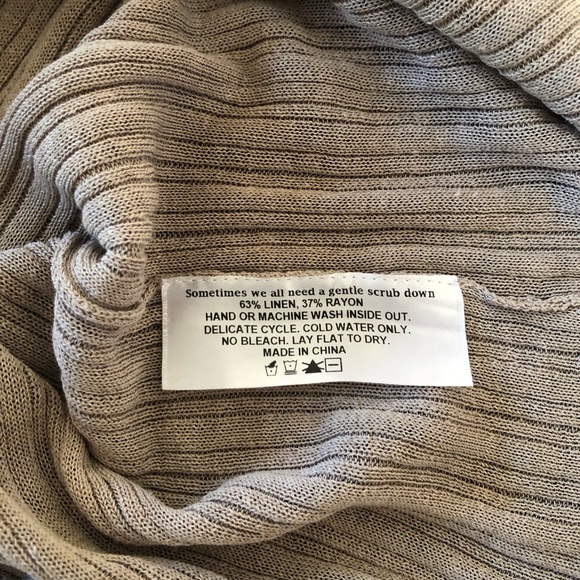 Sometimes we all need a gentle scrub down
63% LINEN, 37% RAYON
HAND OR MACHINE WASH INSIDE OUT.
DELICATE CYCLE. COLD WATER ONLY.
NO BLEACH. LAY FLAT TO DRY.
MADE IN CHINA